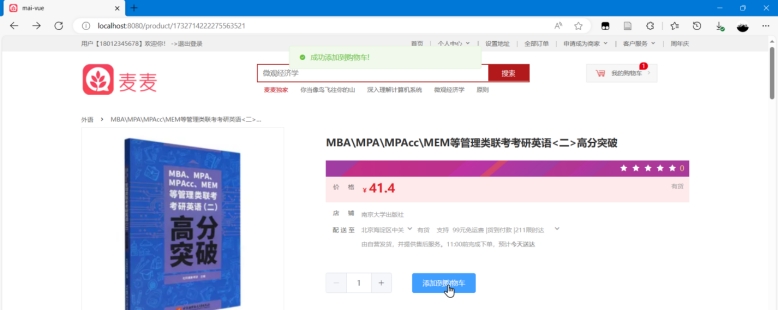 mai-vue
localhost:8080/product/1732714222275563521
用户【18012345678】欢迎你! ->退出登录
首页 | 个人中心 | 设置地址 | 全部订单 | 申请成为商家 | 客户服务 | 周年庆
成功添加到购物车!
麦麦
微观经济学
搜索
我的购物车 >
1
麦麦独家 你当像鸟飞往你的山 深入理解计算机系统 微观经济学 原则
外语 > MBA\MPA\MPAcc\MEM等管理类联考考研英语<二>...
MBA\MPA\MPAcc\MEM等管理类联考考研英语<二>高分突破
0
价 格 ¥ 41.4
有货
店 铺 南京大学出版社
配 送 至 北京海淀区中关 有货 支持 99元免运费 |货到付款 |211限时达
由自营发货, 并提供售后服务。11:00前完成下单, 预计今天送达
- 1 +
添加到购物车
MBA、MPA、
MPAcc、MEM
等管理类联考
考研英语(二)
高分
突破